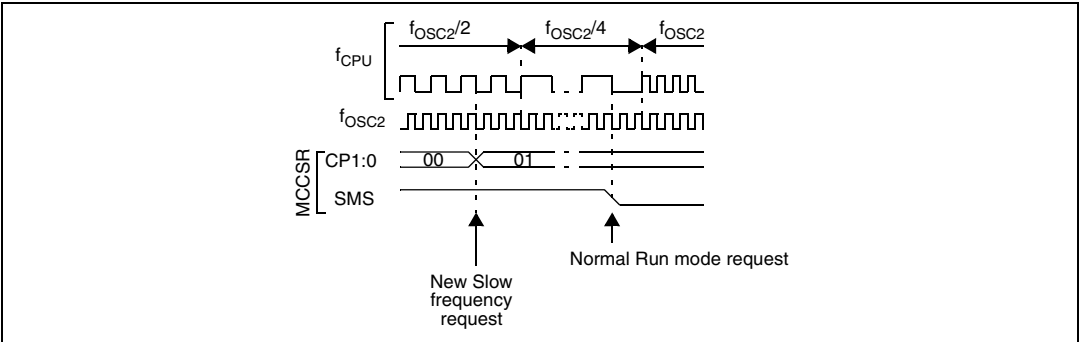 fOSC2/2
fOSC2/4
fOSC2
fCPU
fOSC2
MCCSR
CP1:0
00
01
SMS
Normal Run mode request
New Slow
frequency
request